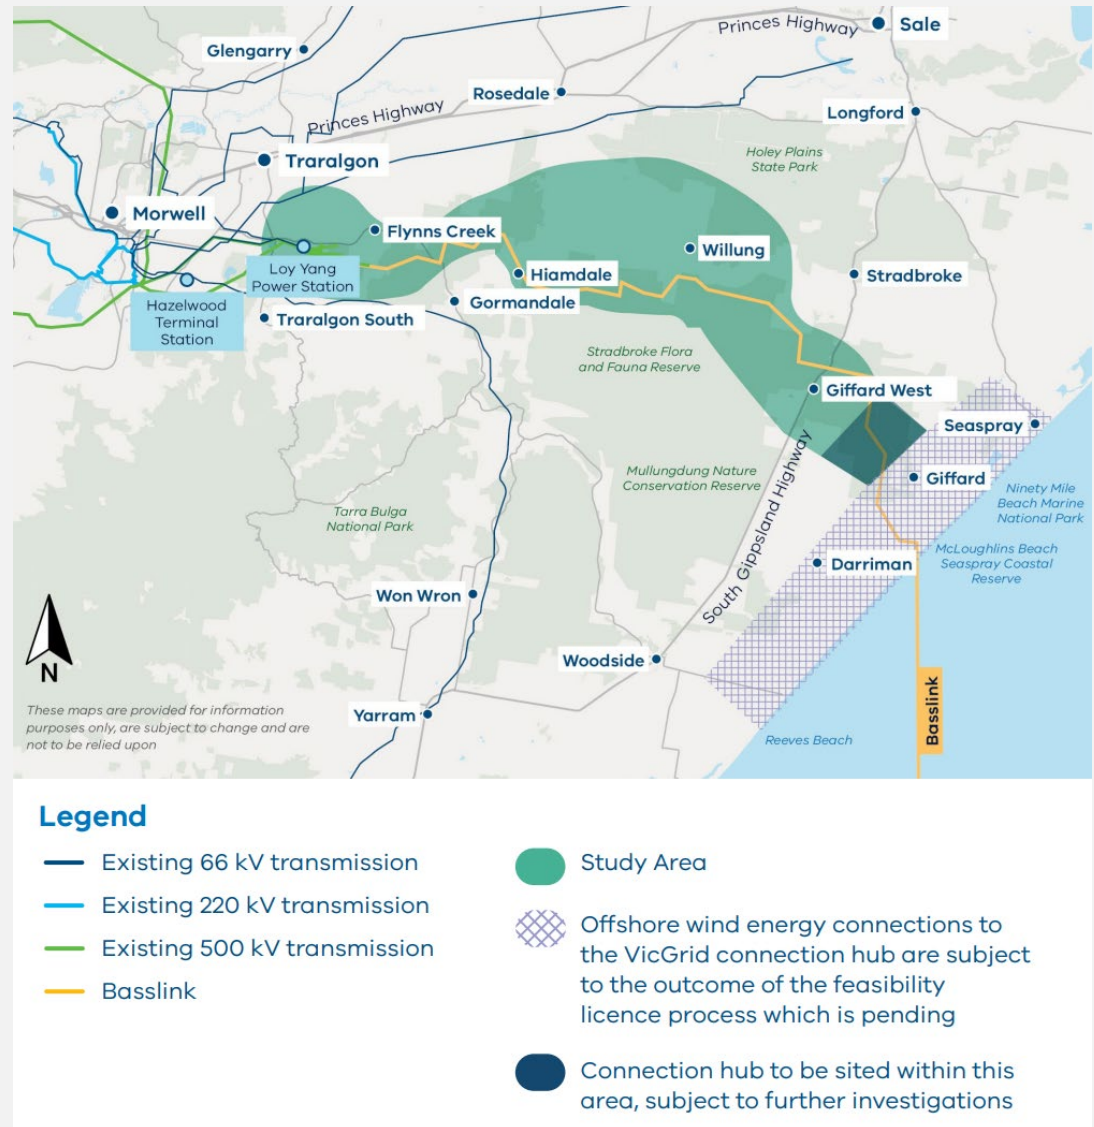 Princes Highway
Sale
Glengarry
Rosedale
Princes Highway
Longford
Traralgon
Holey Plains
State Park
Morwell
Flynns Creek
Willung
Loy Yang
Power Station
Hiamdale
Stradbroke
Hazelwood
Terminal
Station
Gormandale
Traralgon South
Stradbroke Flora
and Fauna Reserve
Giffard West
Seaspray
Mullungdung Nature
Conservation Reserve
Giffard
Ninety Mile
Beach Marine
National Park
Tarra Bulga
National Park
South Gippsland Highway
McLoughlins Beach
Seaspray Coastal
Reserve
Darriman
Won Wron
Woodside
N
Basslink
These maps are provided for information
purposes only, are subject to change and are
not to be relied upon
Yarram
Reeves Beach
Legend
Existing 66 kV transmission
Existing 220 kV transmission
Existing 500 kV transmission
Basslink
Study Area
Offshore wind energy connections to
the VicGrid connection hub are subject
to the outcome of the feasibility
licence process which is pending
Connection hub to be sited within this
area, subject to further investigations